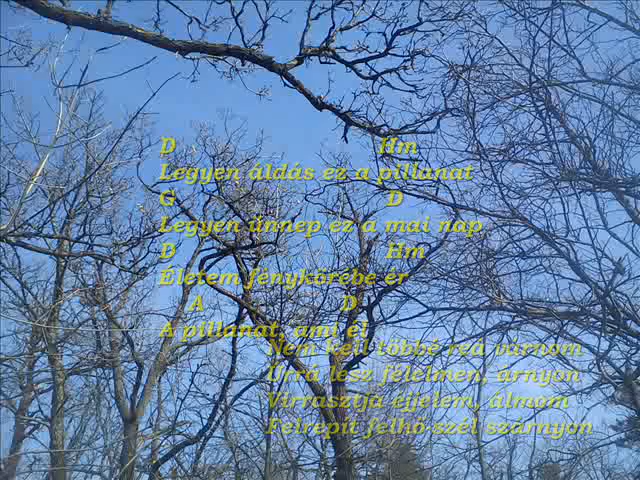 D Hm
Legyen áldás ez a pillanat
G D
Legyen ünnep ez a mai nap
D Hm
Életem fénykörébe ér
A D
A pillanat, ami él
Nem kell többé reá várnom
Úrrá lesz félelmen, árnyon
Virrasztja éjjelem, álmom
Felrepít felhő-szél szárnyon